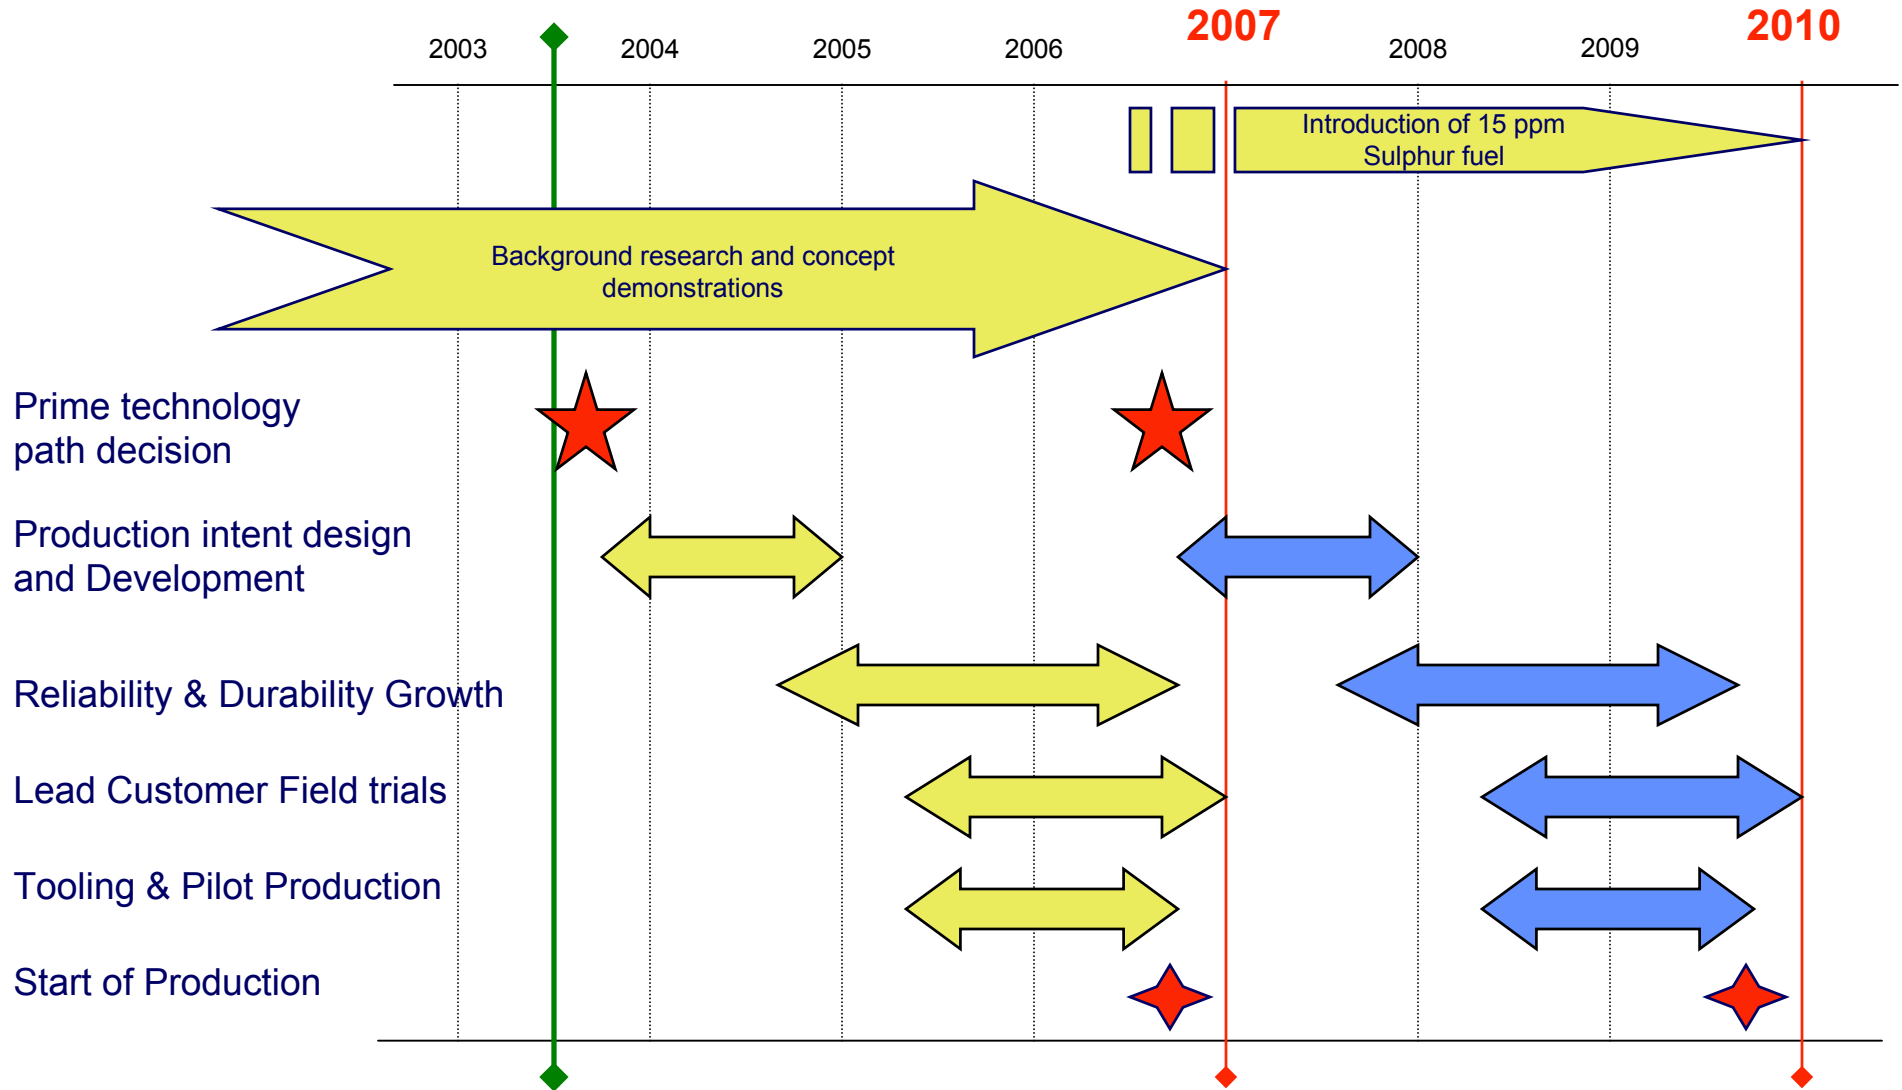 2003
2004
2005
2006
2007
2008
2009
2010
Introduction of 15 ppm
Sulphur fuel
Background research and concept
demonstrations
Prime technology
path decision
Production intent design
and Development
Reliability & Durability Growth
Lead Customer Field trials
Tooling & Pilot Production
Start of Production